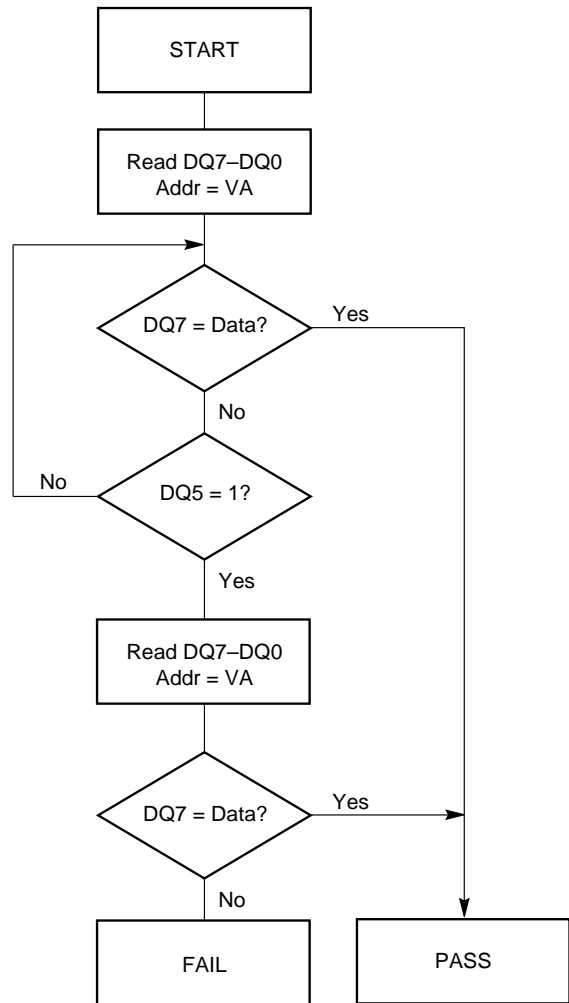 START
Read DQ7–DQ0
Addr = VA
DQ7 = Data?
Yes
No
No
DQ5 = 1?
Yes
Read DQ7–DQ0
Addr = VA
DQ7 = Data?
Yes
No
FAIL
PASS